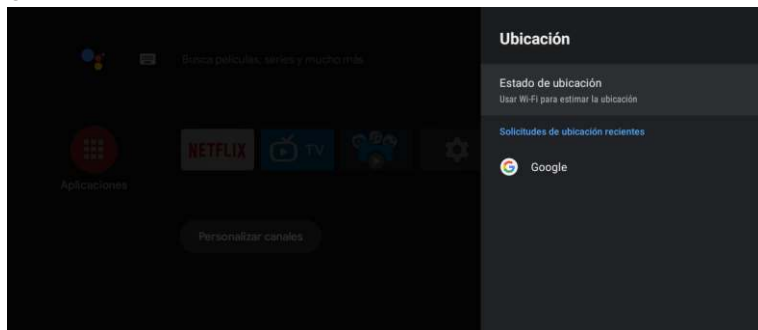 Busca películas, series y mucho más
NETFLIX
TV
Aplicaciones
Personalizar canales
Ubicación
Estado de ubicación
Usar Wi-Fi para estimar la ubicación
Solicitudes de ubicación recientes
Google